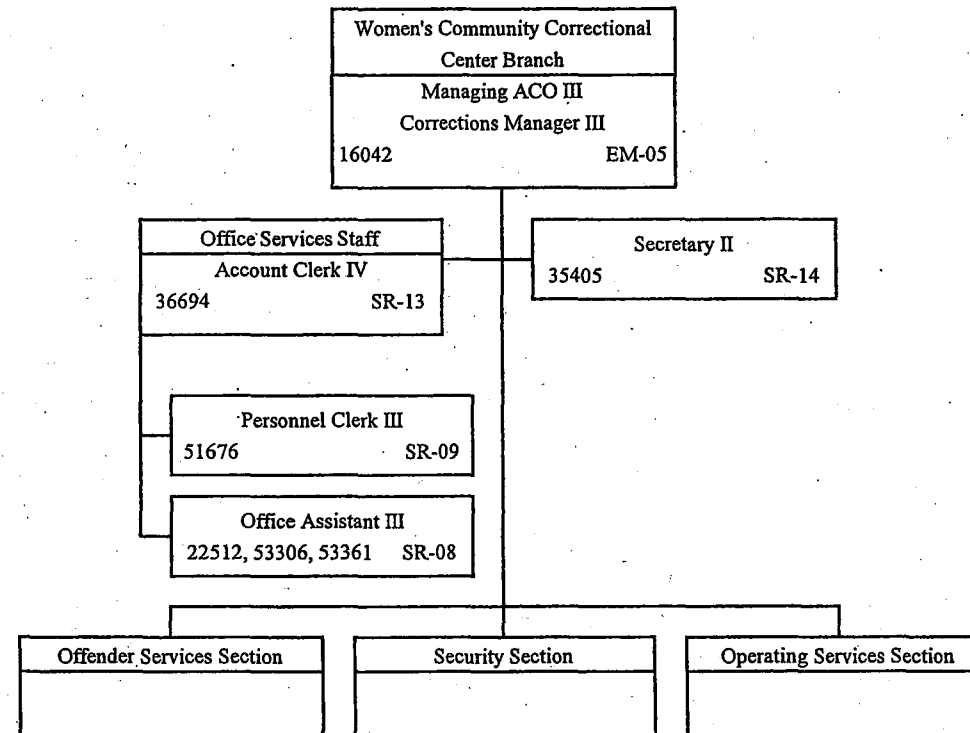 Women's Community Correctional
Center Branch
Managing ACO III
Corrections Manager III
16042 EM-05
Office Services Staff
Account Clerk IV
36694 SR-13
Secretary II
35405 SR-14
Personnel Clerk III
51676 SR-09
Office Assistant III
22512, 53306, 53361 SR-08
Offender Services Section
Security Section
Operating Services Section